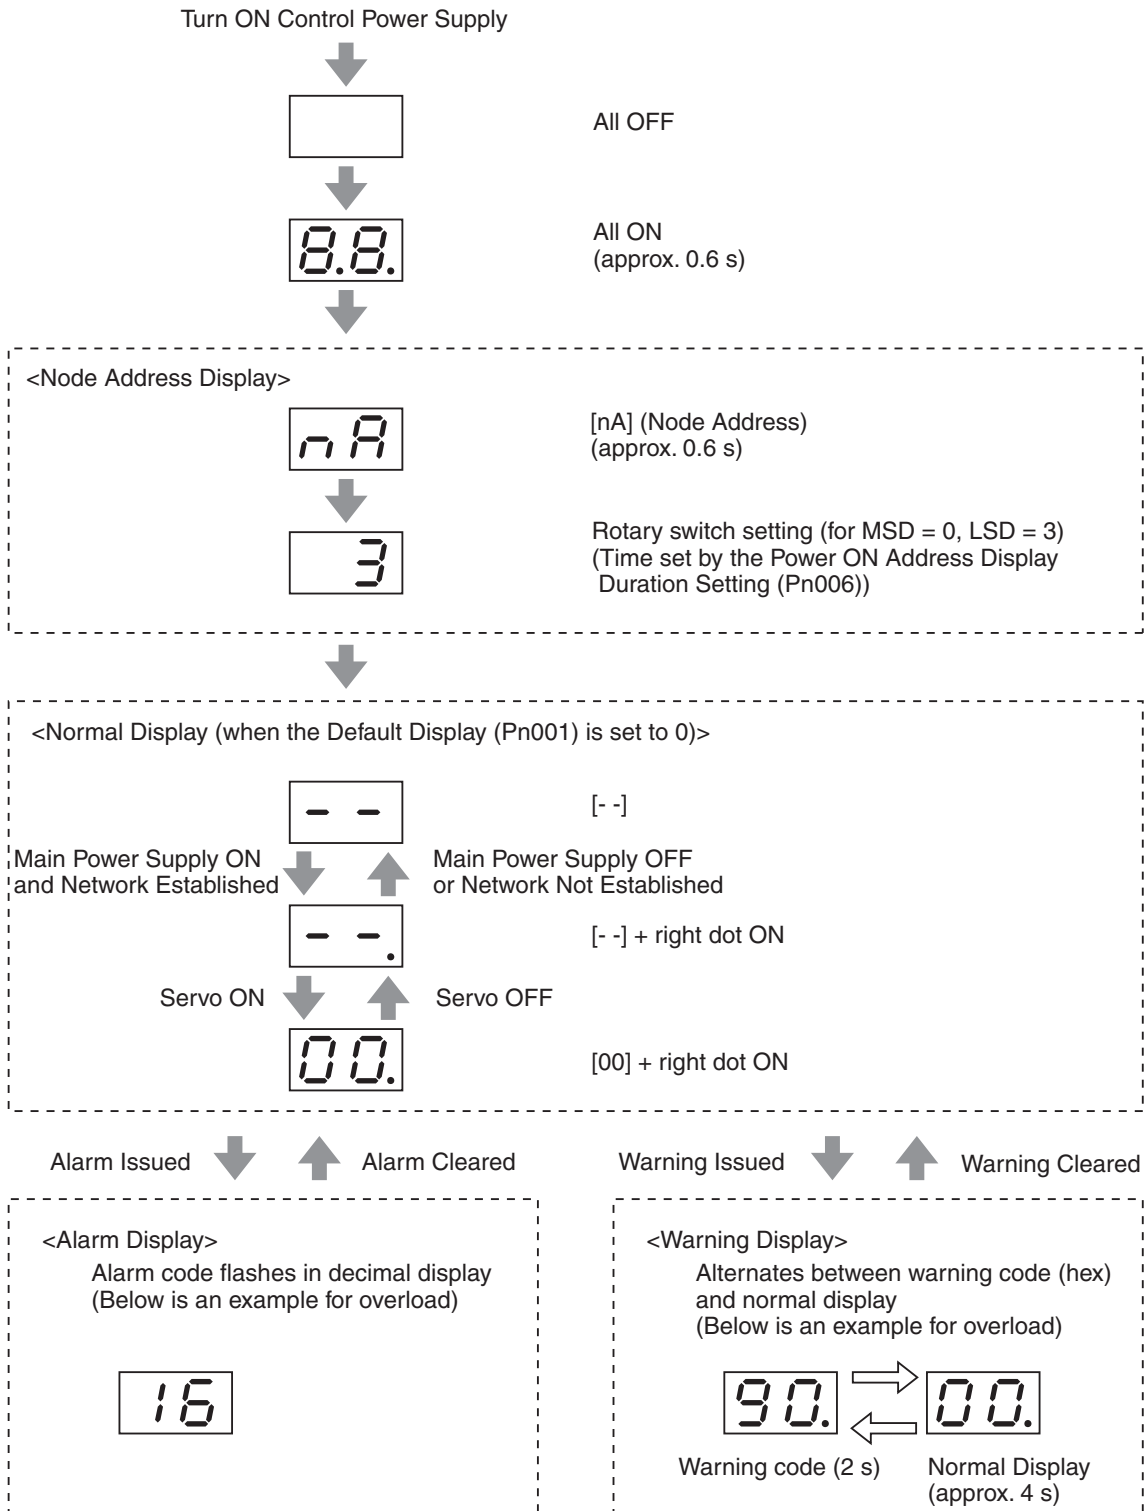 Turn ON Control Power Supply
All OFF
8.8.
All ON
(approx. 0.6 s)
<Node Address Display>
nA
[nA] (Node Address)
(approx. 0.6 s)
3
Rotary switch setting (for MSD = 0, LSD = 3)
(Time set by the Power ON Address Display
Duration Setting (Pn006))
<Normal Display (when the Default Display (Pn001) is set to 0)>
- -
[- -]
Main Power Supply ON
and Network Established
Main Power Supply OFF
or Network Not Established
- -.
[- -] + right dot ON
Servo ON
Servo OFF
00.
[00] + right dot ON
Alarm Issued
Alarm Cleared
Warning Issued
Warning Cleared
<Alarm Display>
Alarm code flashes in decimal display
(Below is an example for overload)
16
<Warning Display>
Alternates between warning code (hex)
and normal display
(Below is an example for overload)
90.
00.
Warning code (2 s)
Normal Display
(approx. 4 s)